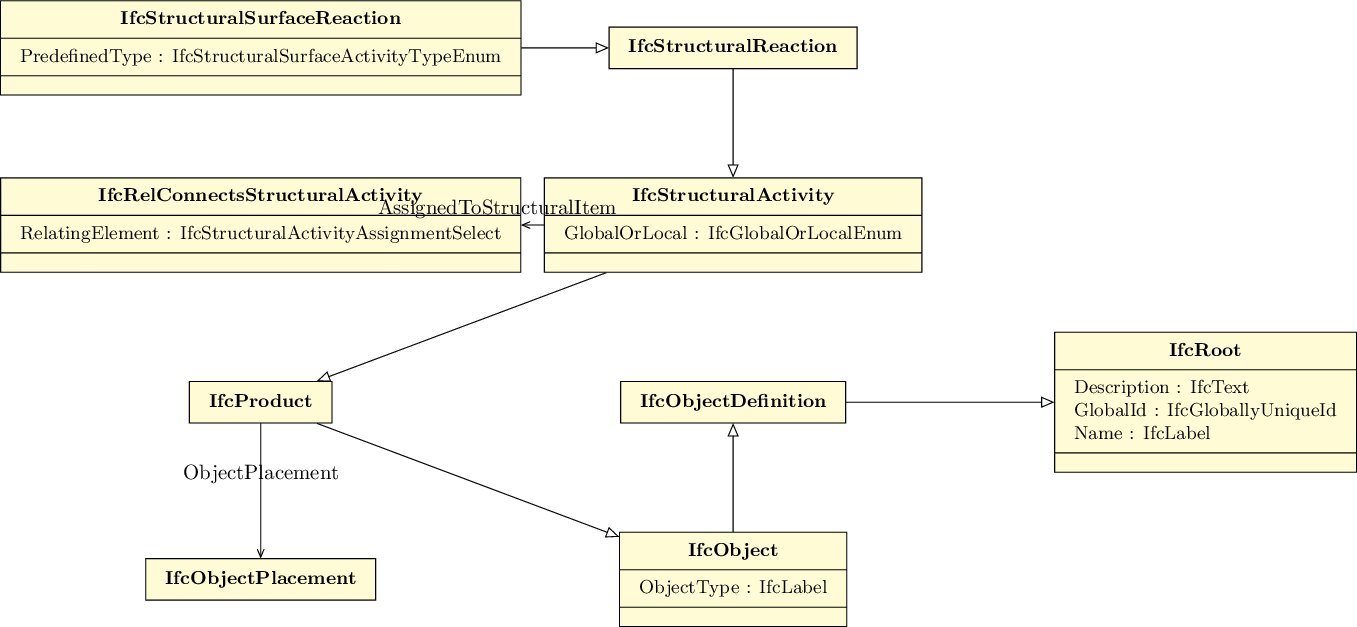 IfcStructuralSurfaceReaction
PredefinedType : IfcStructuralSurfaceActivityTypeEnum
IfcStructuralReaction
IfcRelConnectsStructuralActivity
RelatingElement : IfcStructuralActivityAssignmentSelect
AssignedToStructuralItem
IfcStructuralActivity
GlobalOrLocal : IfcGlobalOrLocalEnum
IfcProduct
IfcObjectDefinition
IfcRoot
Description : IfcText
GlobalId : IfcGloballyUniqueId
Name : IfcLabel
ObjectPlacement
IfcObjectPlacement
IfcObject
ObjectType : IfcLabel